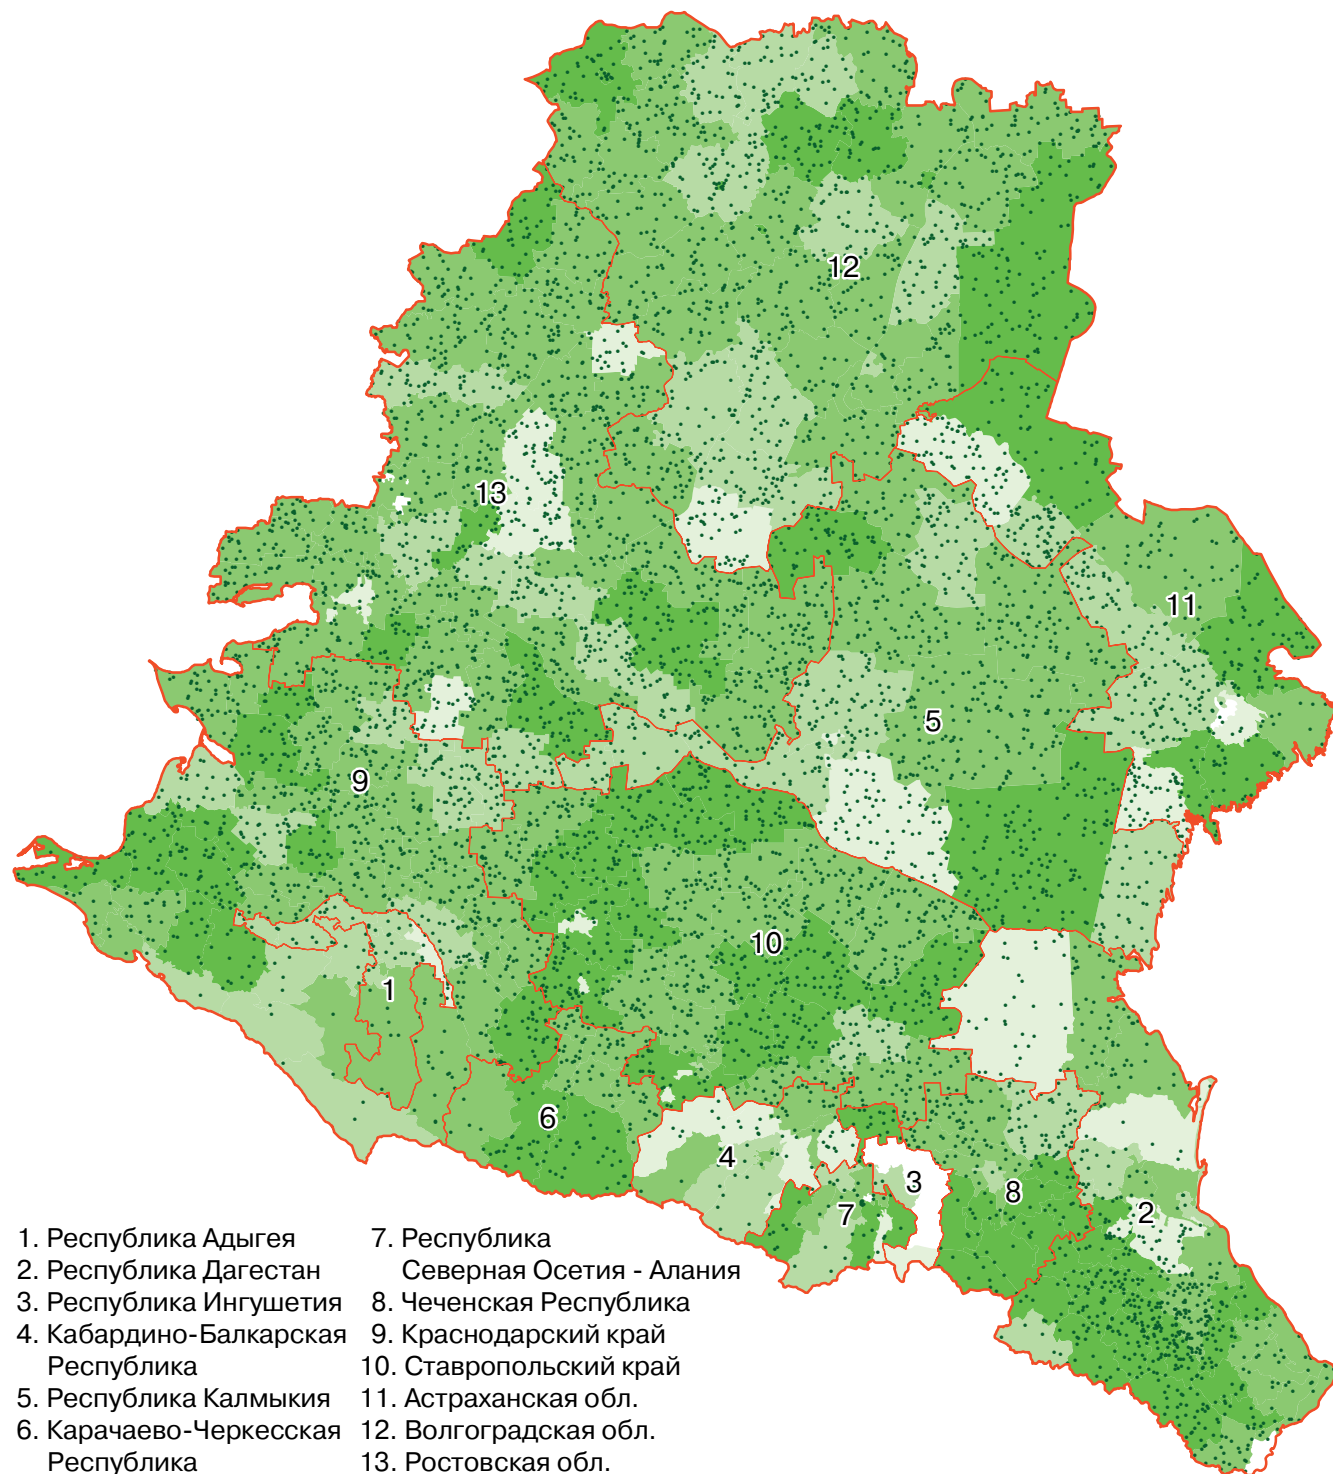 12
13
11
5
9
10
1
6
4
3
8
7
2
1. Республика Адыгея
2. Республика Дагестан
3. Республика Ингушетия
4. Кабардино-Балкарская
Республика
5. Республика Калмыкия
6. Карачаево-Черкесская
Республика
7. Республика
Северная Осетия - Алания
8. Чеченская Республика
9. Краснодарский край
10. Ставропольский край
11. Астраханская обл.
12. Волгоградская обл.
13. Ростовская обл.